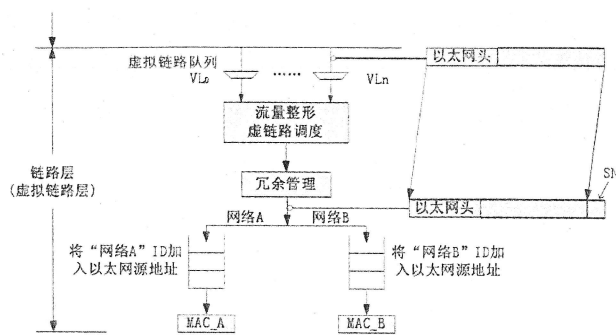 虚拟链路队列
VL₀ …… VLn
以太网头
流量整形
虚链路调度
链路层
(虚拟链路层)
冗余管理
SN
以太网头
网络A 网络B
将“网络A”ID加
入以太网源地址
将“网络B”ID加
入以太网源地址
MAC_A
MAC_B